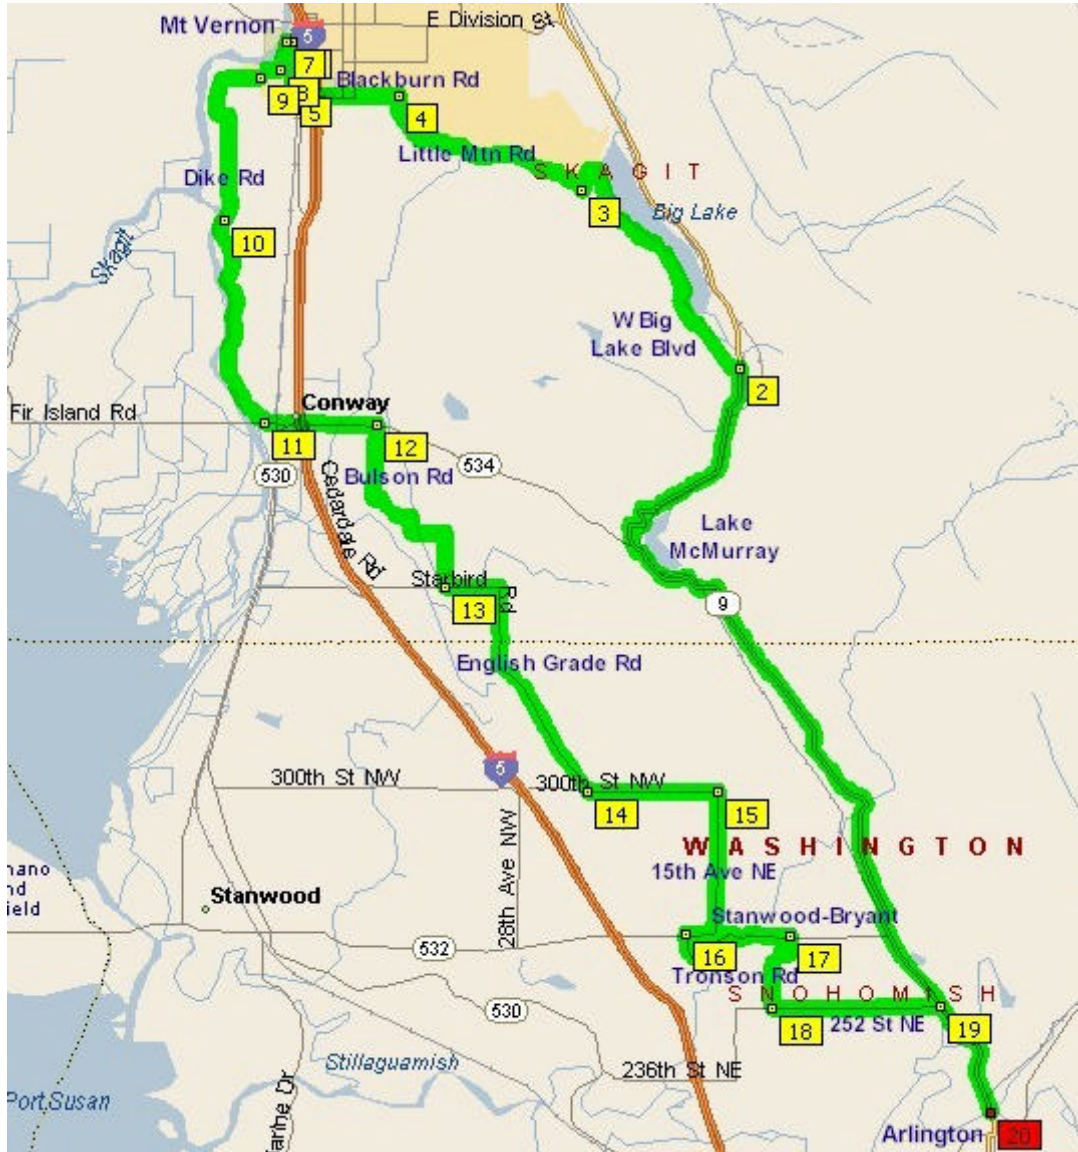 Mt Vernon
E Division St
5
7
Blackburn Rd
9
8
5
4
Little Mtn Rd
SKAGIT
Dike Rd
3
Big Lake
10
Skagit
W Big
Lake Blvd
2
Conway
Fir Island Rd
11
12
534
530
Bulson Rd
Cedardale Rd
Lake
McMurray
Starbird
Rd
13
9
English Grade Rd
5
300th St NW
300th St NW
14
15
WASHINGTON
28th Ave NW
15th Ave NE
Stanwood
Stanwood-Bryant
532
16
17
Tronson Rd
SNOHOMISH
530
18
252 St NE
19
Stillaguamish
236th St NE
Port Susan
Arlington
20